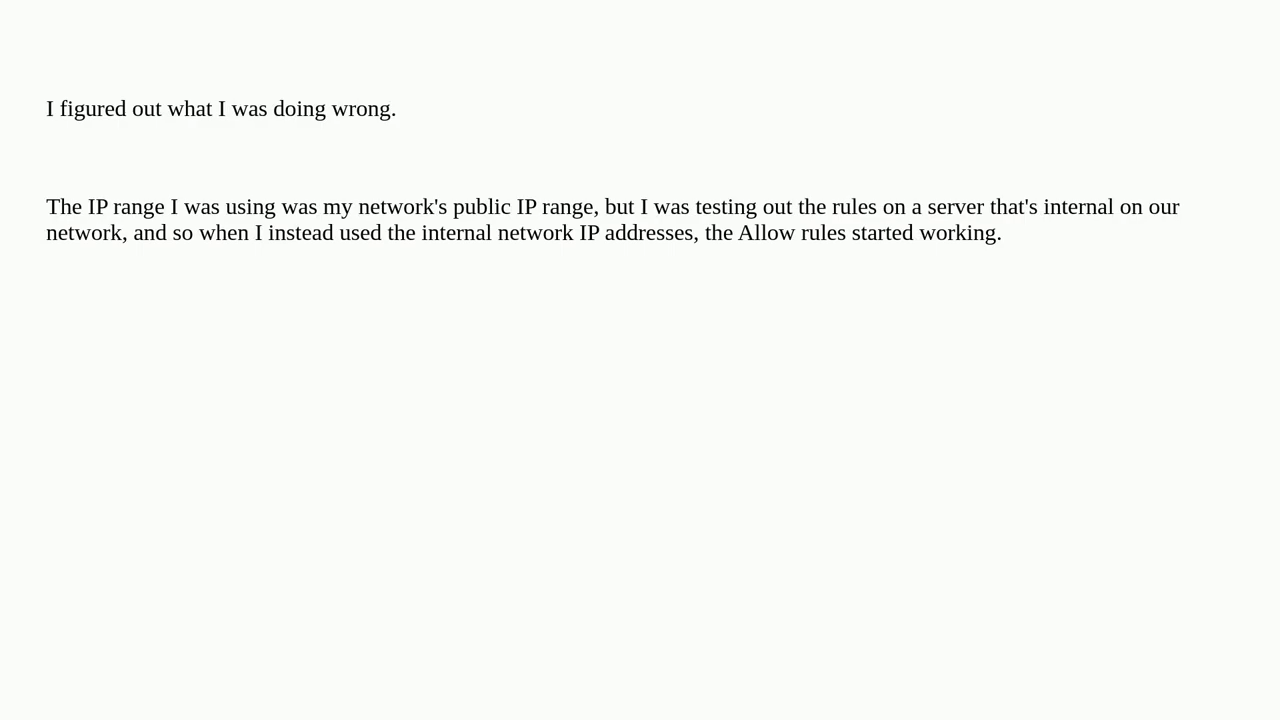 I figured out what I was doing wrong.
The IP range I was using was my network's public IP range, but I was testing out the rules on a server that's internal on our
network, and so when I instead used the internal network IP addresses, the Allow rules started working.